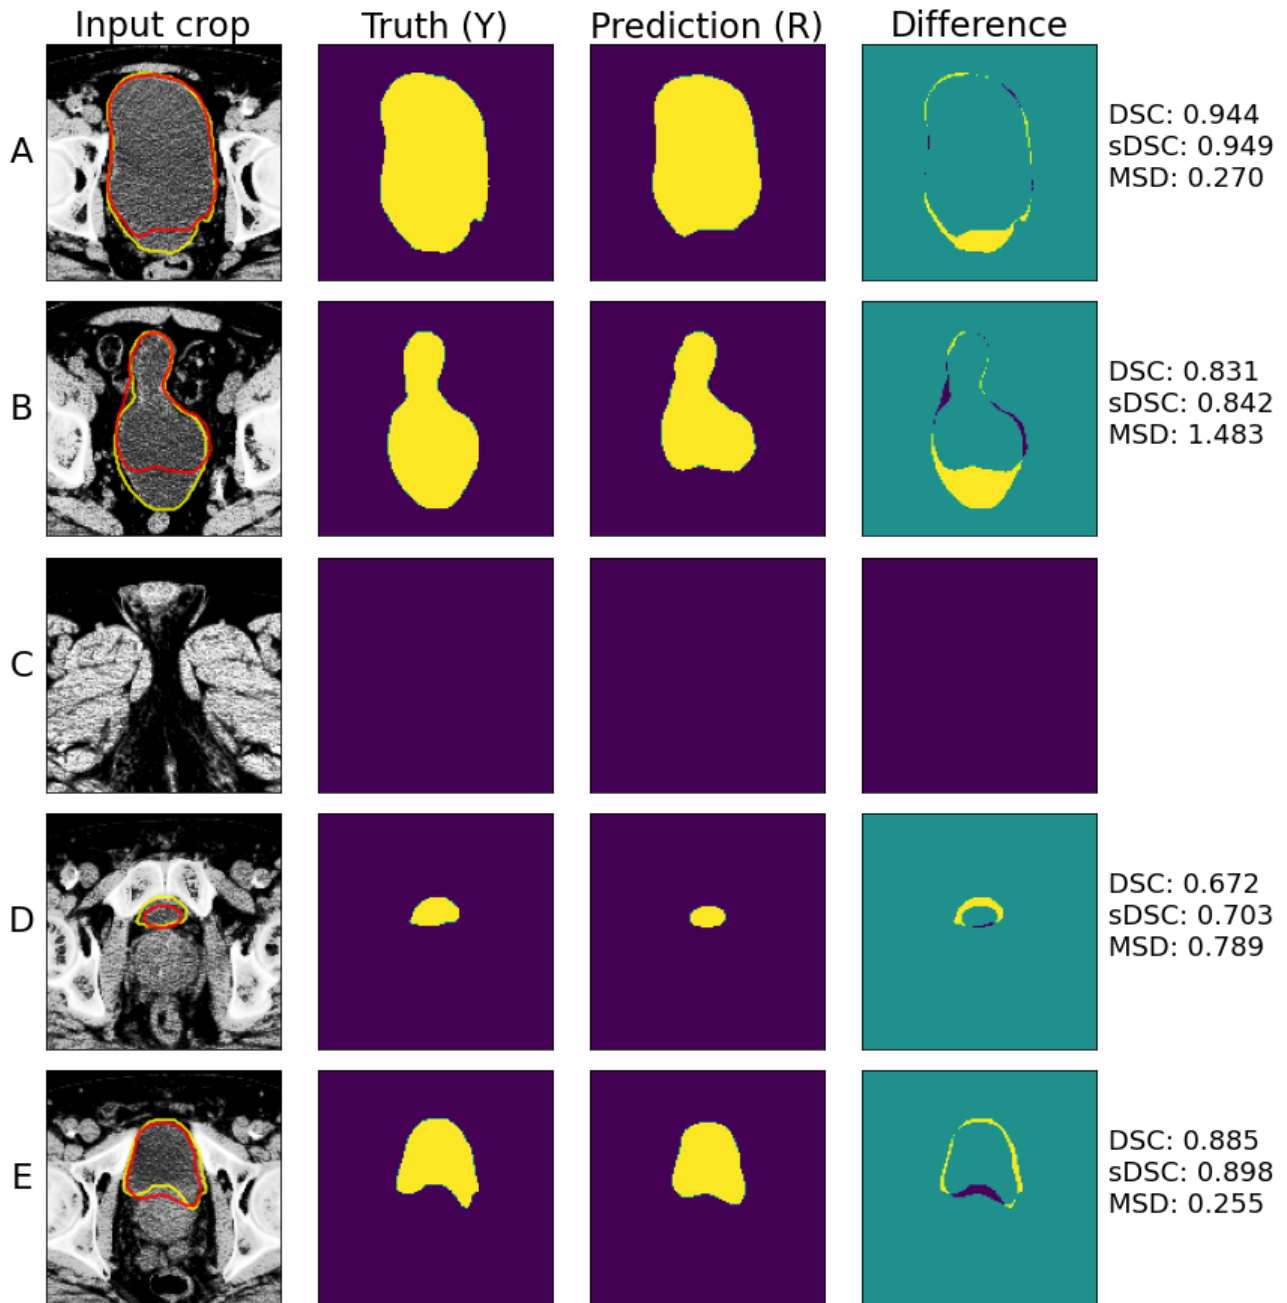 Input crop Truth (Y) Prediction (R) Difference
A
DSC: 0.944
sDSC: 0.949
MSD: 0.270
B
DSC: 0.831
sDSC: 0.842
MSD: 1.483
C
D
DSC: 0.672
sDSC: 0.703
MSD: 0.789
E
DSC: 0.885
sDSC: 0.898
MSD: 0.255